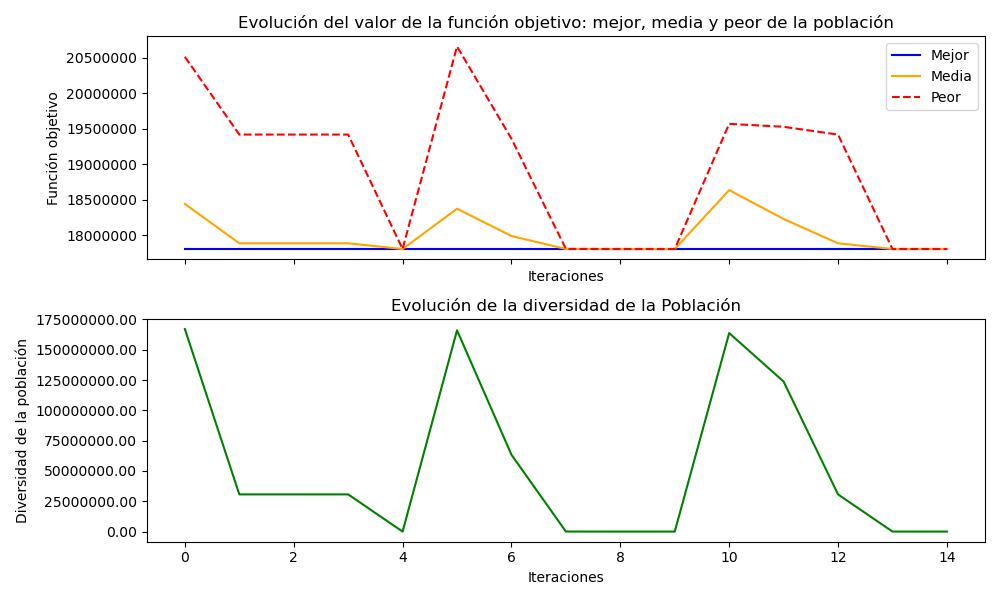 Evolución del valor de la función objetivo: mejor, media y peor de la población
20500000
20000000
19500000
19000000
18500000
18000000
Función objetivo
Mejor
Media
Peor
Iteraciones
Evolución de la diversidad de la Población
175000000.00
150000000.00
125000000.00
100000000.00
75000000.00
50000000.00
25000000.00
0.00
Diversidad de la población
0 2 4 6 8 10 12 14
Iteraciones